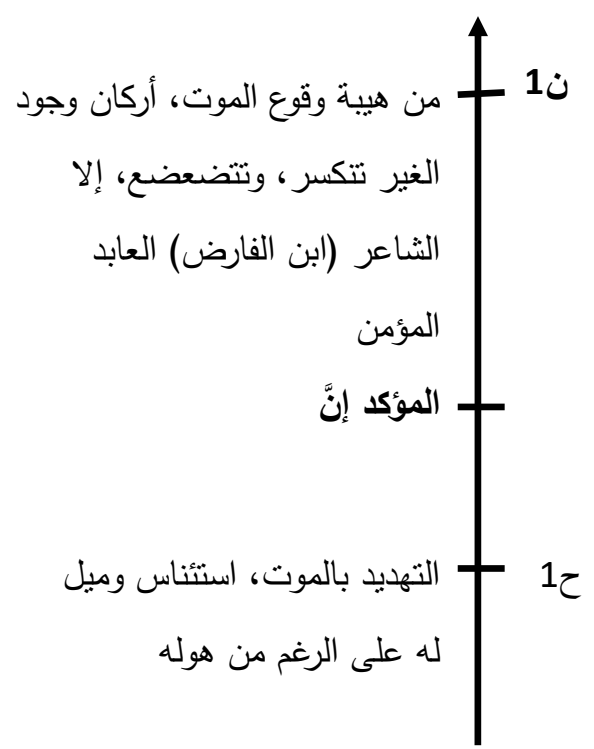 ن1
من هيبة وقوع الموت، أركان وجود
الغير تنكسر، وتتضعضع، إلا
الشاعر (ابن الفارض) العابد
المؤمن
المؤكد إنَّ
ح1
التهديد بالموت، استئناس وميل
له على الرغم من هوله